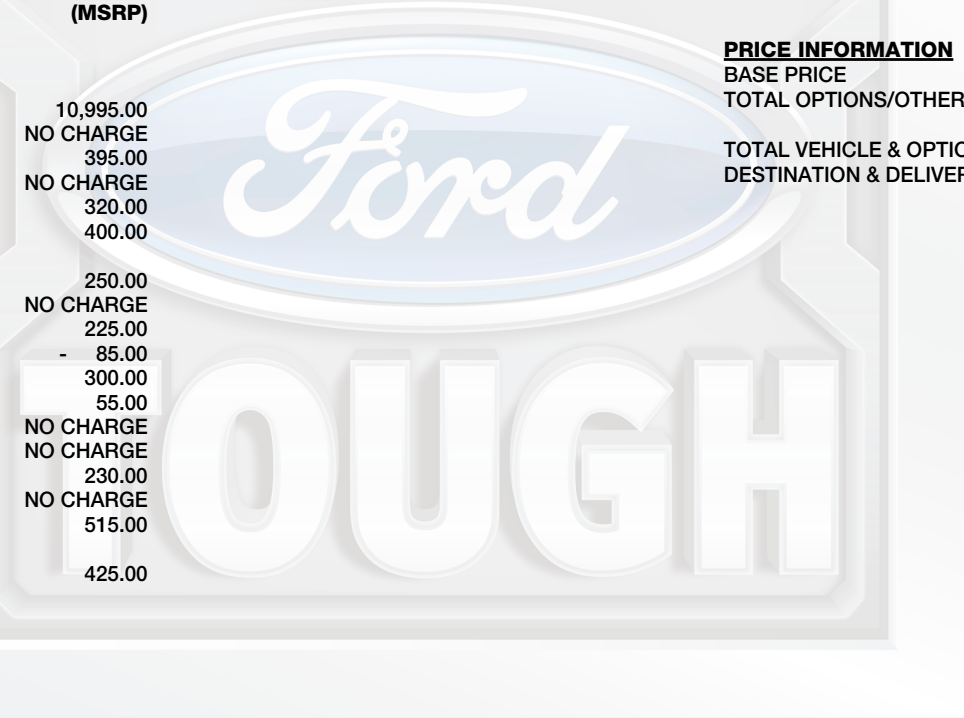 (MSRP)
10,995.00
NO CHARGE
395.00
NO CHARGE
320.00
400.00
250.00
NO CHARGE
225.00
- 85.00
300.00
55.00
NO CHARGE
NO CHARGE
230.00
NO CHARGE
515.00
425.00
PRICE INFORMATION
BASE PRICE
TOTAL OPTIONS/OTHER
TOTAL VEHICLE & OPTIO
DESTINATION & DELIVER
Ford
TOUGH